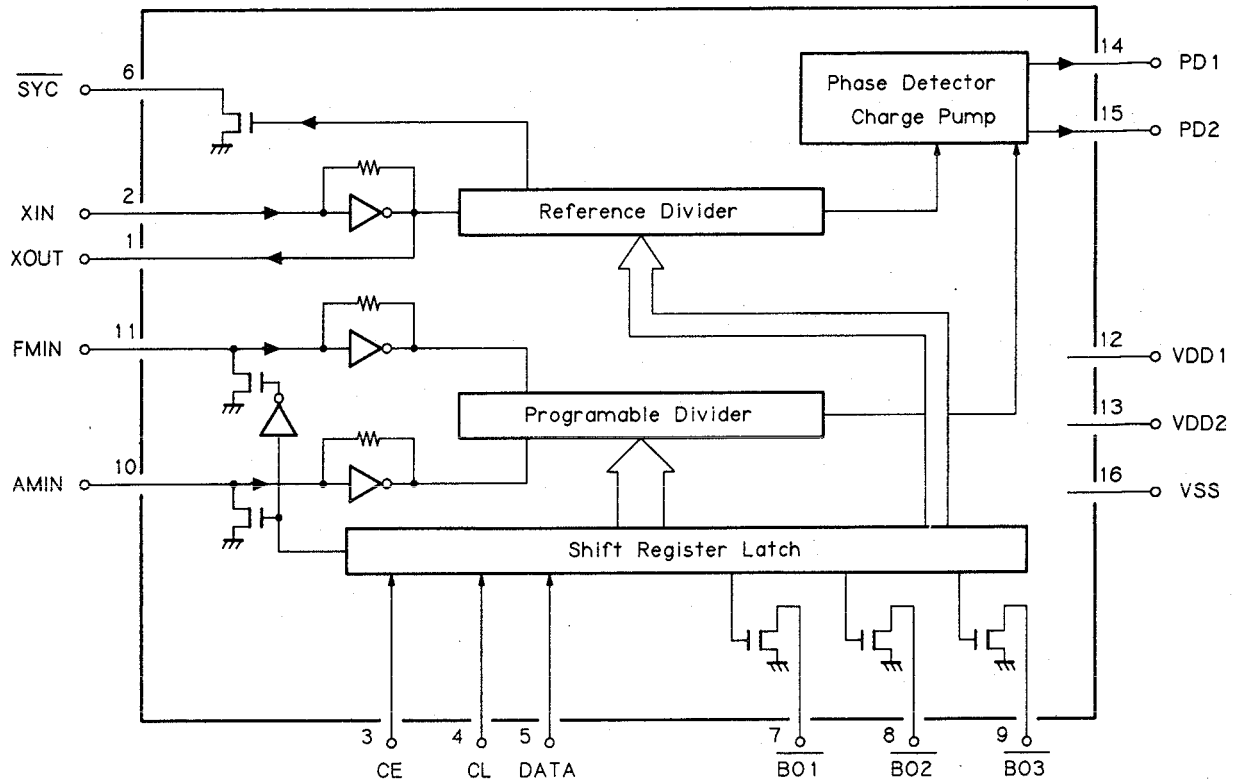 14
PD1
6
SYC
Phase Detector
Charge Pump
15
PD2
2
XIN
Reference Divider
1
XOUT
11
FMIN
12
VDD1
Programable Divider
13
VDD2
10
AMIN
16
VSS
Shift Register Latch
3
4
5
7
8
9
CE
CL
DATA
BO1
BO2
BO3